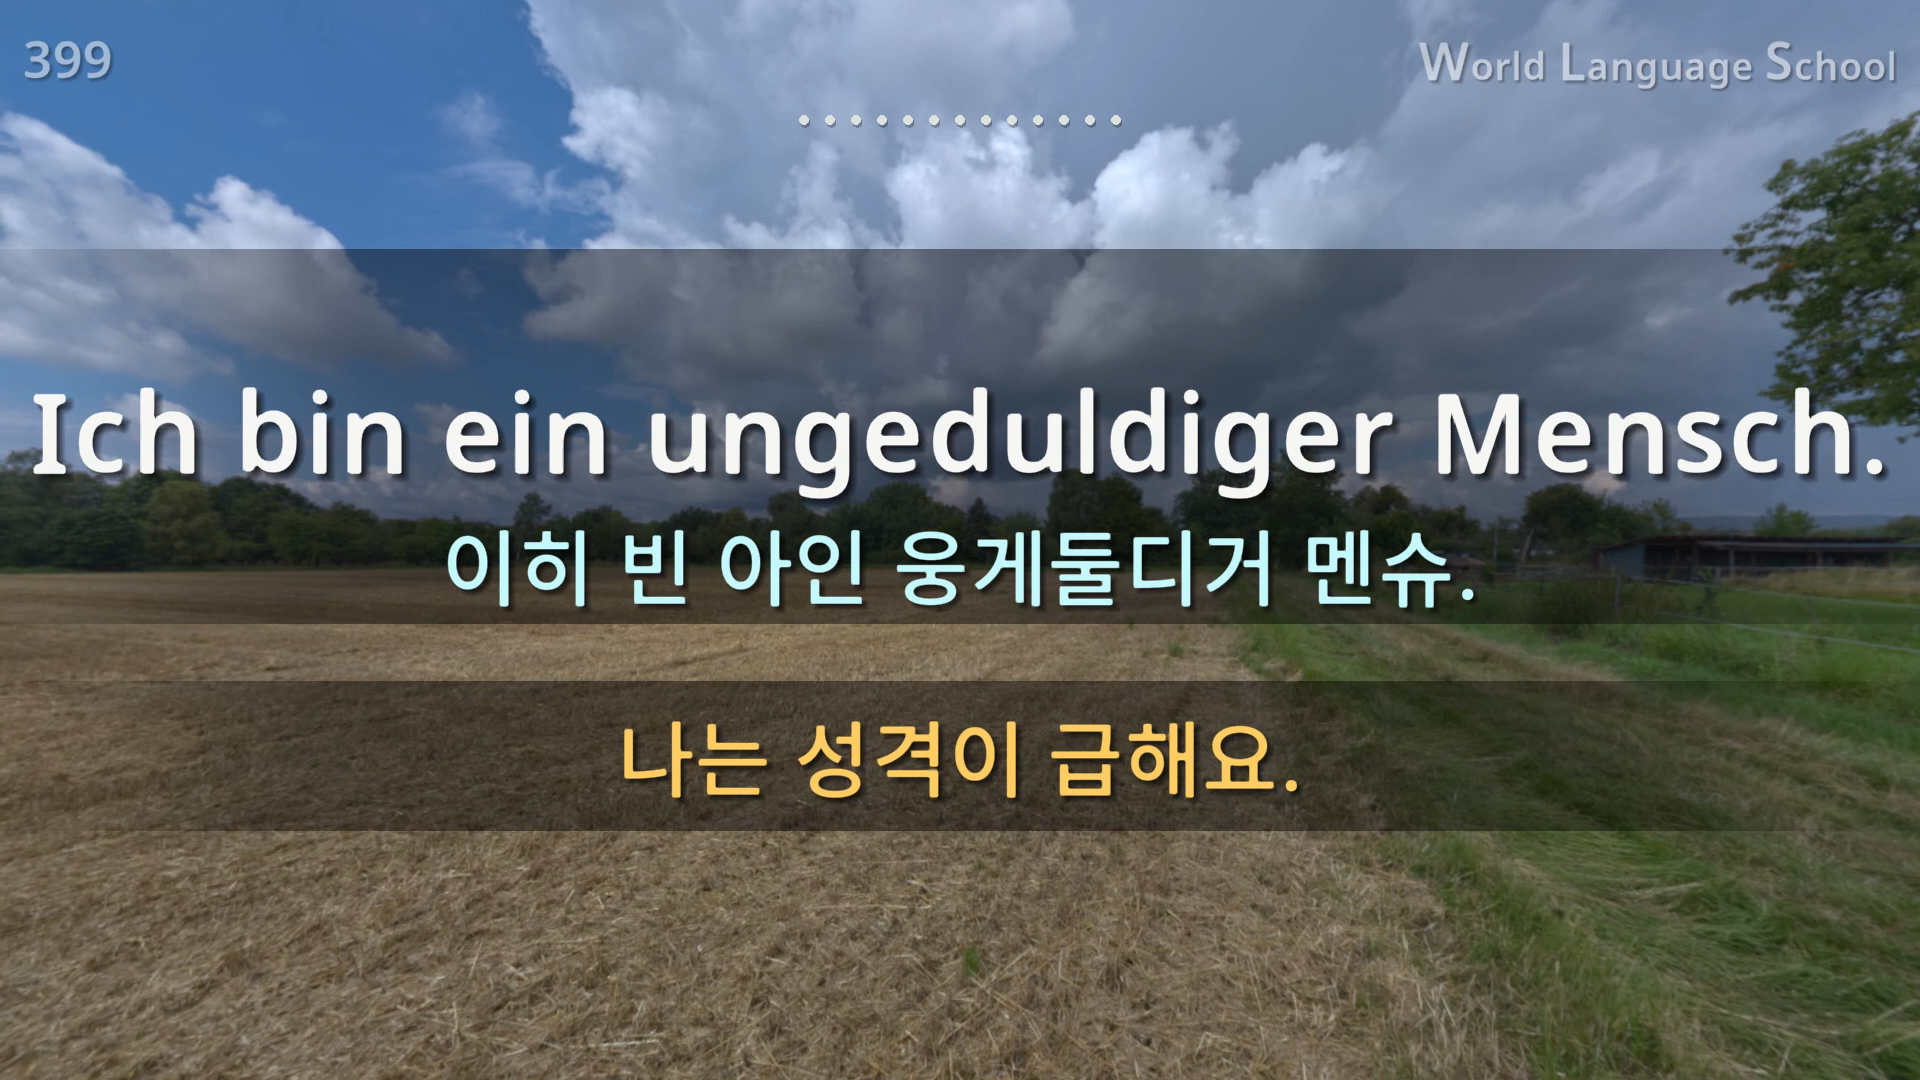 399
World Language School
Ich bin ein ungeduldiger Mensch.
이히 빈 아인 웅게둘디거 멘슈.
나는 성격이 급해요.